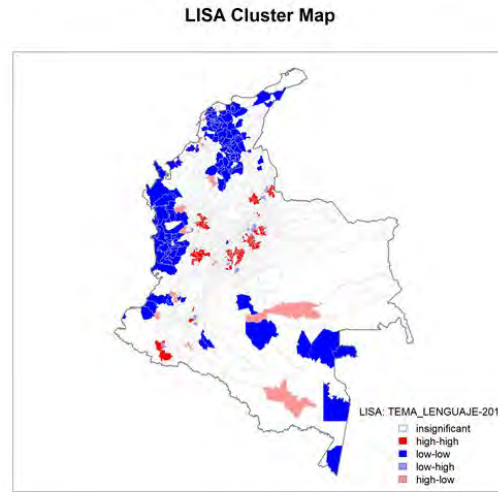 LISA Cluster Map
LISA: TEMA_LENGUAJE-201
insignificant
high-high
low-low
low-high
high-low